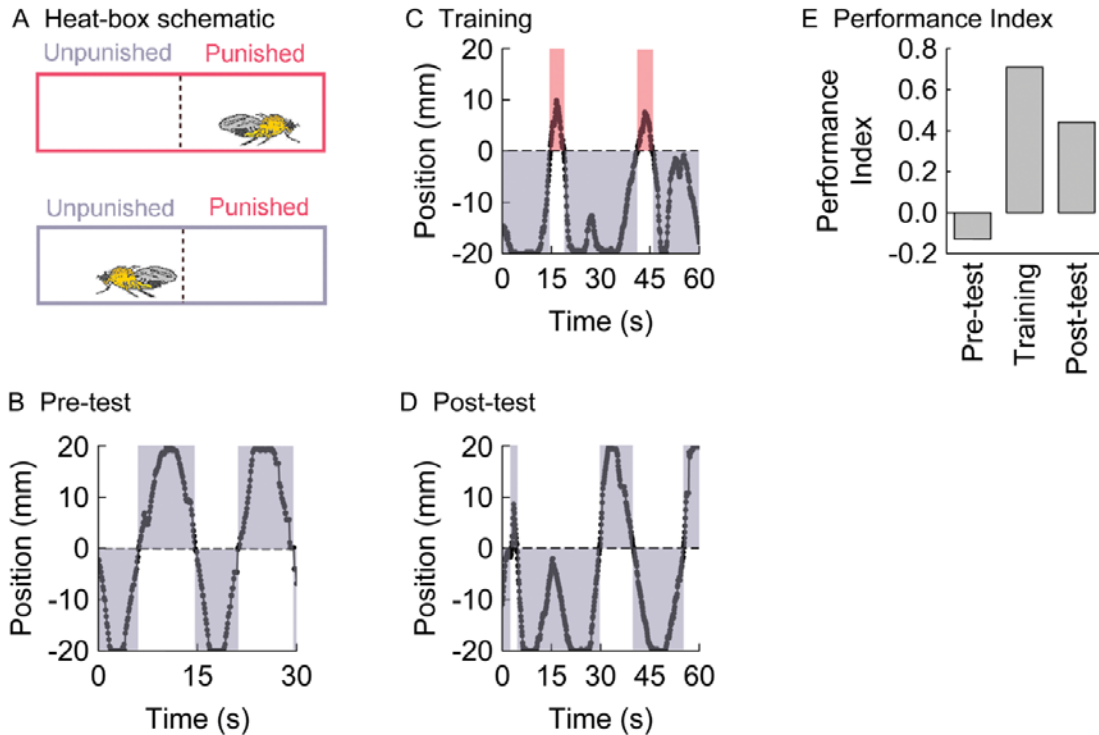 A Heat-box schematic
Unpunished Punished
Unpunished Punished
B Pre-test
Position (mm)
20
10
0
-10
-20
0 15 30
Time (s)
C Training
Position (mm)
20
10
0
-10
-20
0 15 30 45 60
Time (s)
D Post-test
Position (mm)
20
10
0
-10
-20
0 15 30 45 60
Time (s)
E Performance Index
Performance
Index
0.8
0.6
0.4
0.2
0.0
-0.2
Pre-test
Training
Post-test